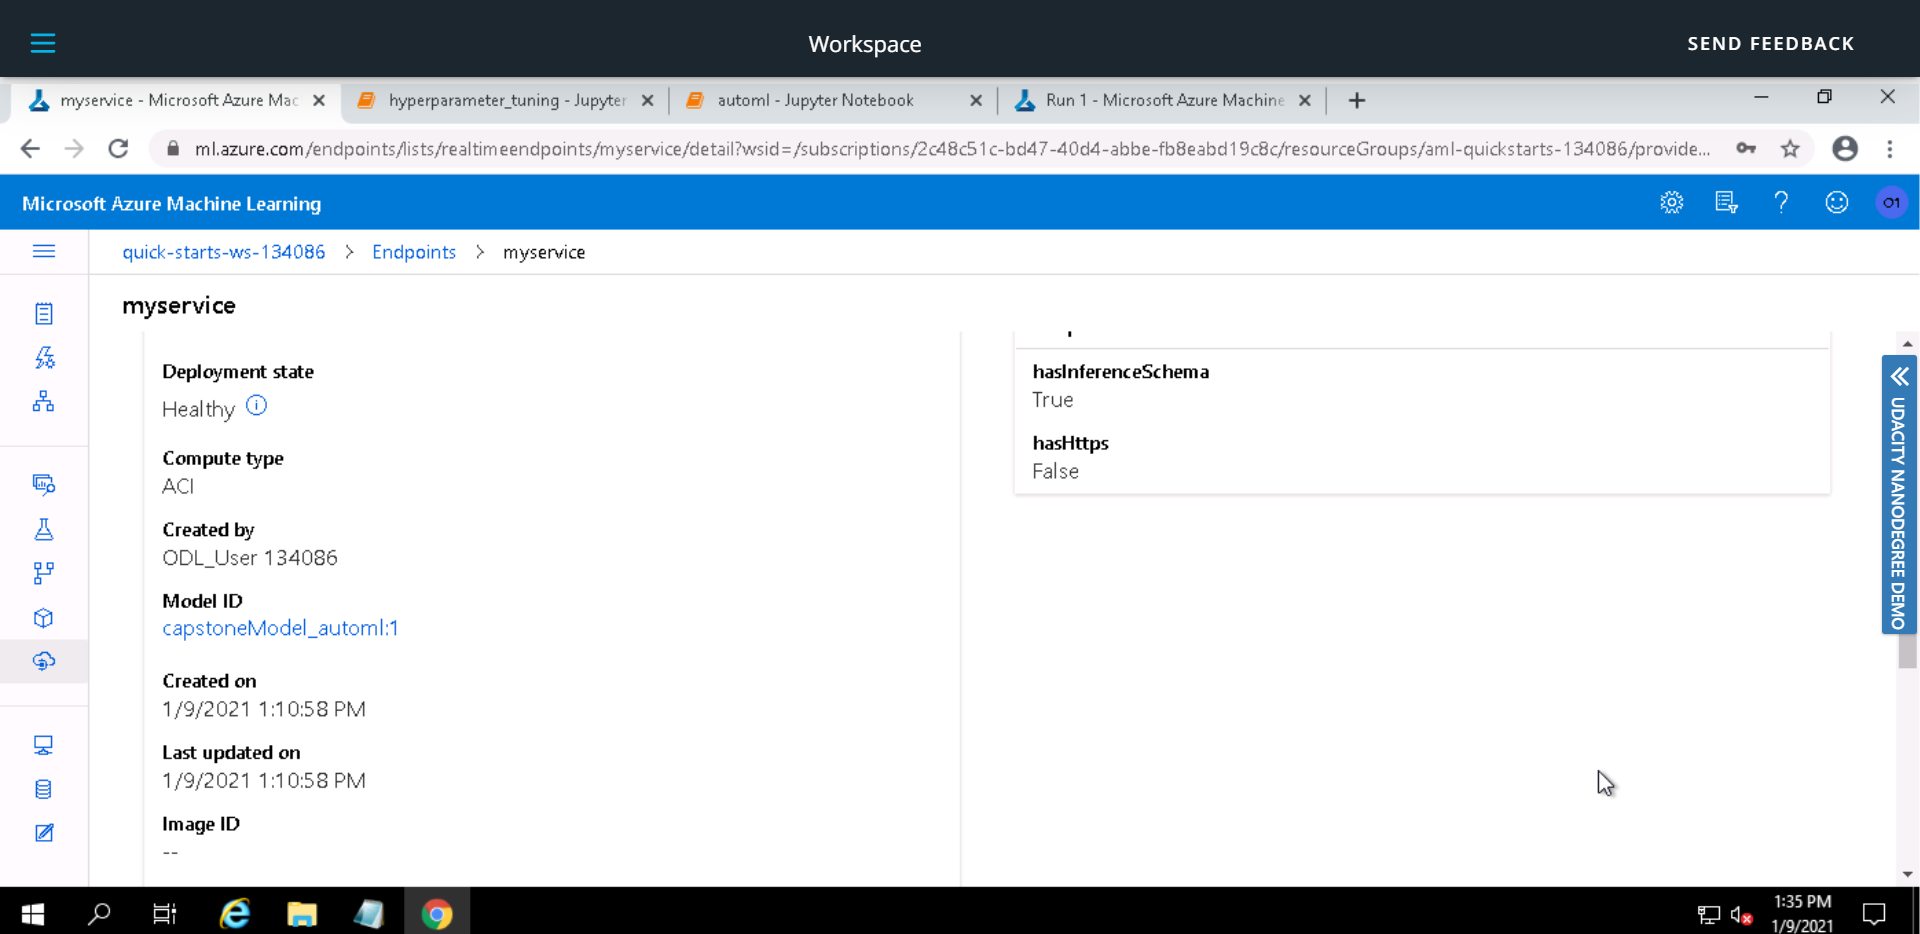 Workspace
SEND FEEDBACK
myservice - Microsoft Azure Mac
hyperparameter_tuning - Jupyter
automl - Jupyter Notebook
Run 1 - Microsoft Azure Machine
ml.azure.com/endpoints/lists/realtimeendpoints/myservice/detail?wsid=/subscriptions/2c48c51c-bd47-40d4-abbe-fb8eabd19c8c/resourceGroups/aml-quickstarts-134086/provide...
Microsoft Azure Machine Learning
O1
quick-starts-ws-134086 > Endpoints > myservice
myservice
Deployment state
Healthy
Compute type
ACI
Created by
ODL_User 134086
Model ID
capstoneModel_automl:1
Created on
1/9/2021 1:10:58 PM
Last updated on
1/9/2021 1:10:58 PM
Image ID
--
hasInferenceSchema
True
hasHttps
False
UDACITY NANODEGREE DEMO
1:35 PM
1/9/2021